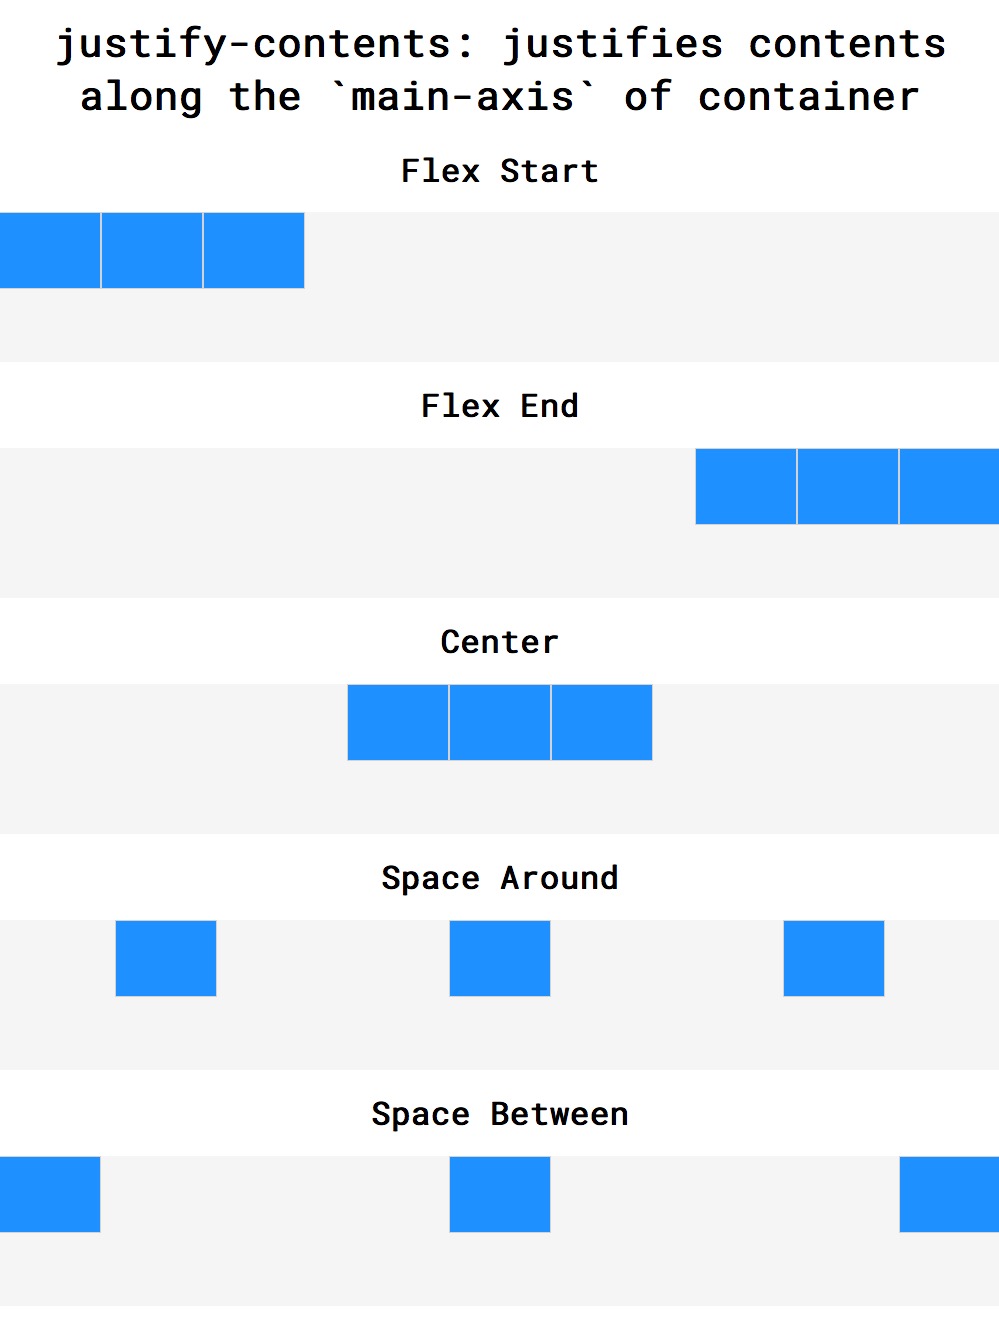 justify-contents: justifies contents
along the `main-axis` of container
Flex Start
Flex End
Center
Space Around
Space Between